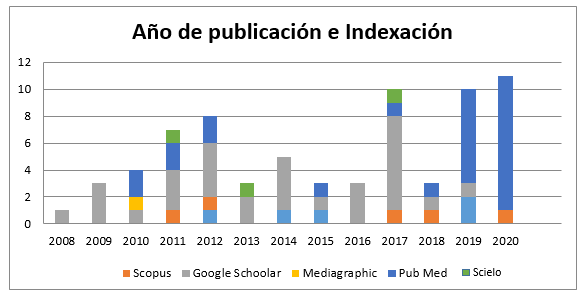 Año de publicación e Indexación
12
10
8
6
4
2
0
2008 2009 2010 2011 2012 2013 2014 2015 2016 2017 2018 2019 2020
Scopus Google Schoolar Mediagraphic Pub Med Scielo